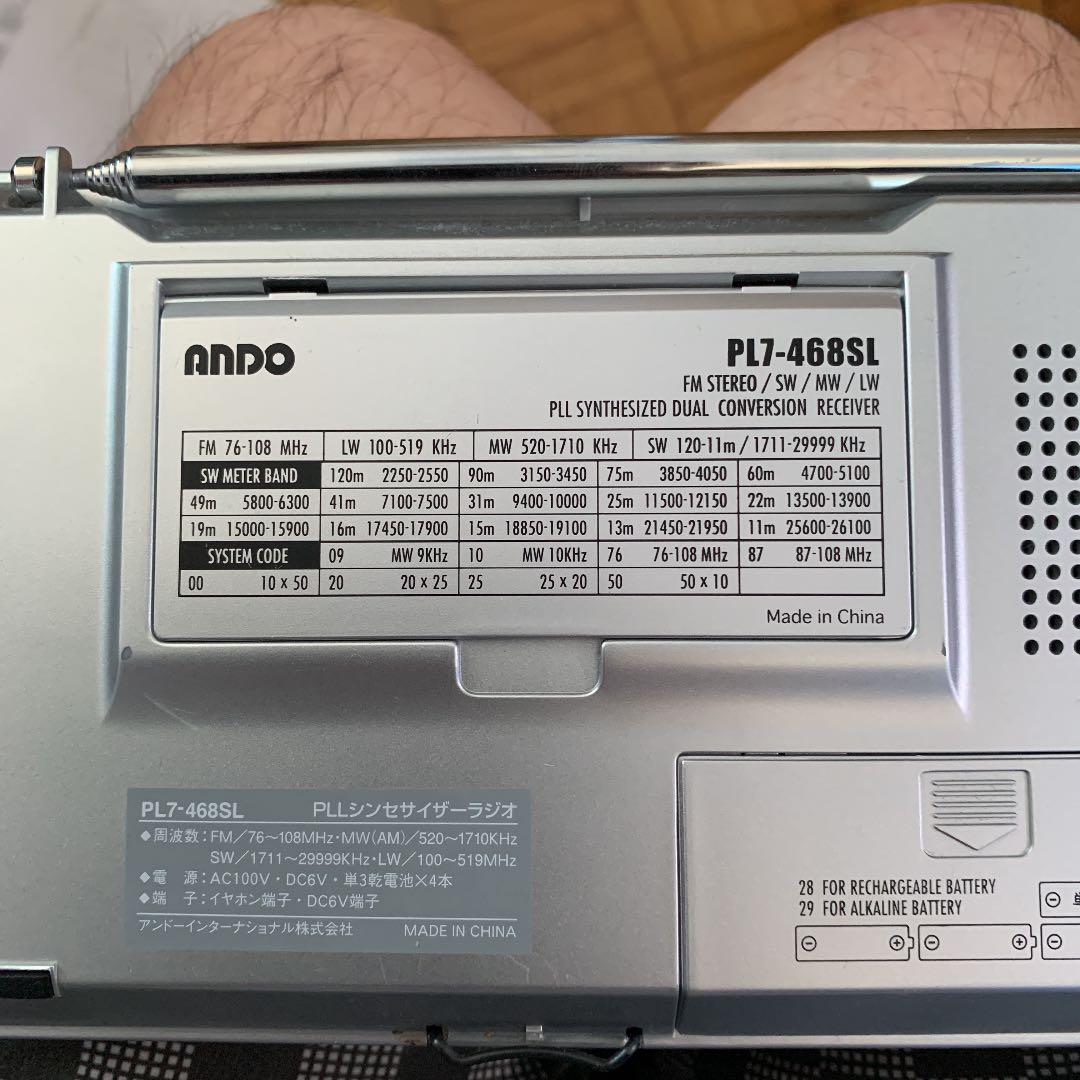 ANDO
PL7-468SL
FM STEREO / SW / MW / LW
PLL SYNTHESIZED DUAL CONVERSION RECEIVER
FM 76-108 MHz LW 100-519 KHz MW 520-1710 KHz SW 120-11m / 1711-29999 KHz
SW METER BAND 120m 2250-2550 90m 3150-3450 75m 3850-4050 60m 4700-5100
49m 5800-6300 41m 7100-7500 31m 9400-10000 25m 11500-12150 22m 13500-13900
19m 15000-15900 16m 17450-17900 15m 18850-19100 13m 21450-21950 11m 25600-26100
SYSTEM CODE 09 MW 9KHz 10 MW 10KHz 76 76-108 MHz 87 87-108 MHz
00 10 x 50 20 20 x 25 25 25 x 20 50 50 x 10
Made in China
PL7-468SL PLLシンセサイザーラジオ
◆周波数：FM／76～108MHz・MW(AM)／520～1710KHz
SW／1711～29999KHz・LW／100～519MHz
◆電 源：AC100V・DC6V・単3乾電池×4本
◆端 子：イヤホン端子・DC6V端子
アンドーインターナショナル株式会社 MADE IN CHINA
28 FOR RECHARGEABLE BATTERY
29 FOR ALKALINE BATTERY
⊖ 単
⊖ ⊕ ⊖ ⊕ ⊖